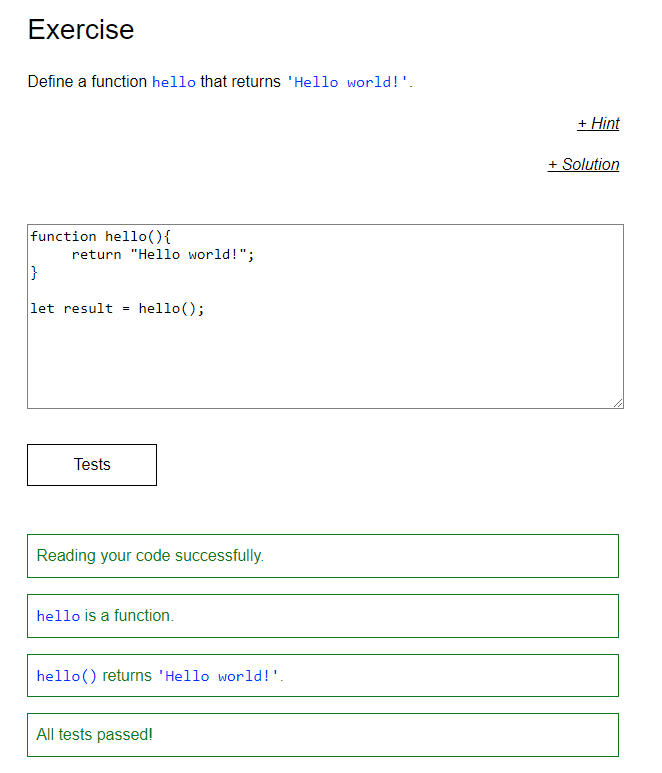 Exercise
Define a function hello that returns 'Hello world!'.
+ Hint
+ Solution
function hello(){
     return "Hello world!";
}
let result = hello();
Tests
Reading your code successfully.
hello is a function.
hello() returns 'Hello world!'.
All tests passed!